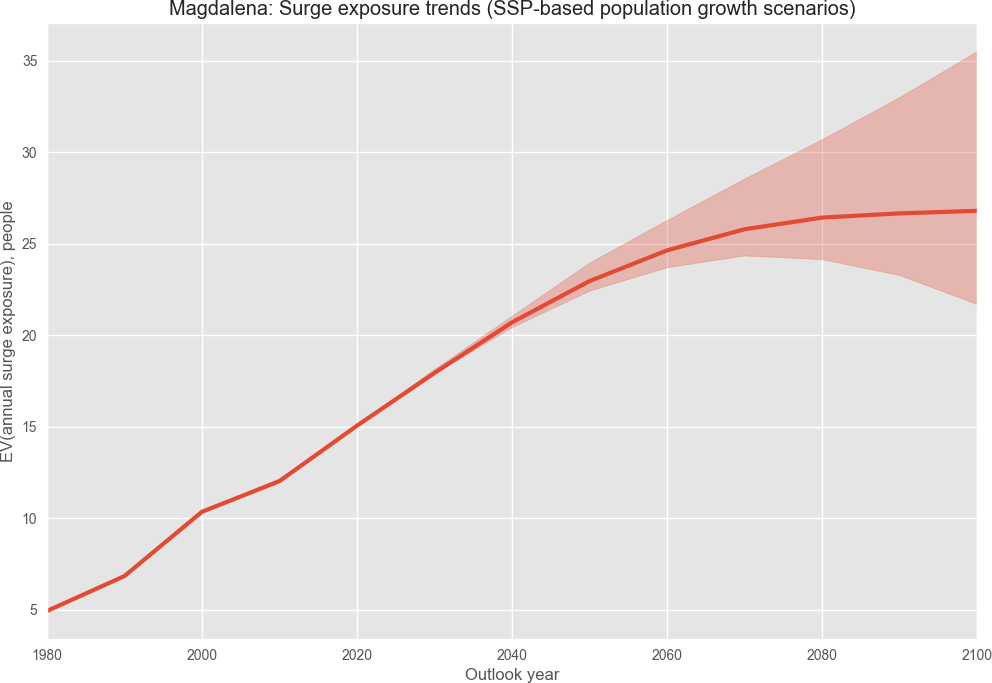 Magdalena: Surge exposure trends (SSP-based population growth scenarios)
EV(annual surge exposure), people
35
30
25
20
15
10
5
1980 2000 2020 2040 2060 2080 2100
Outlook year